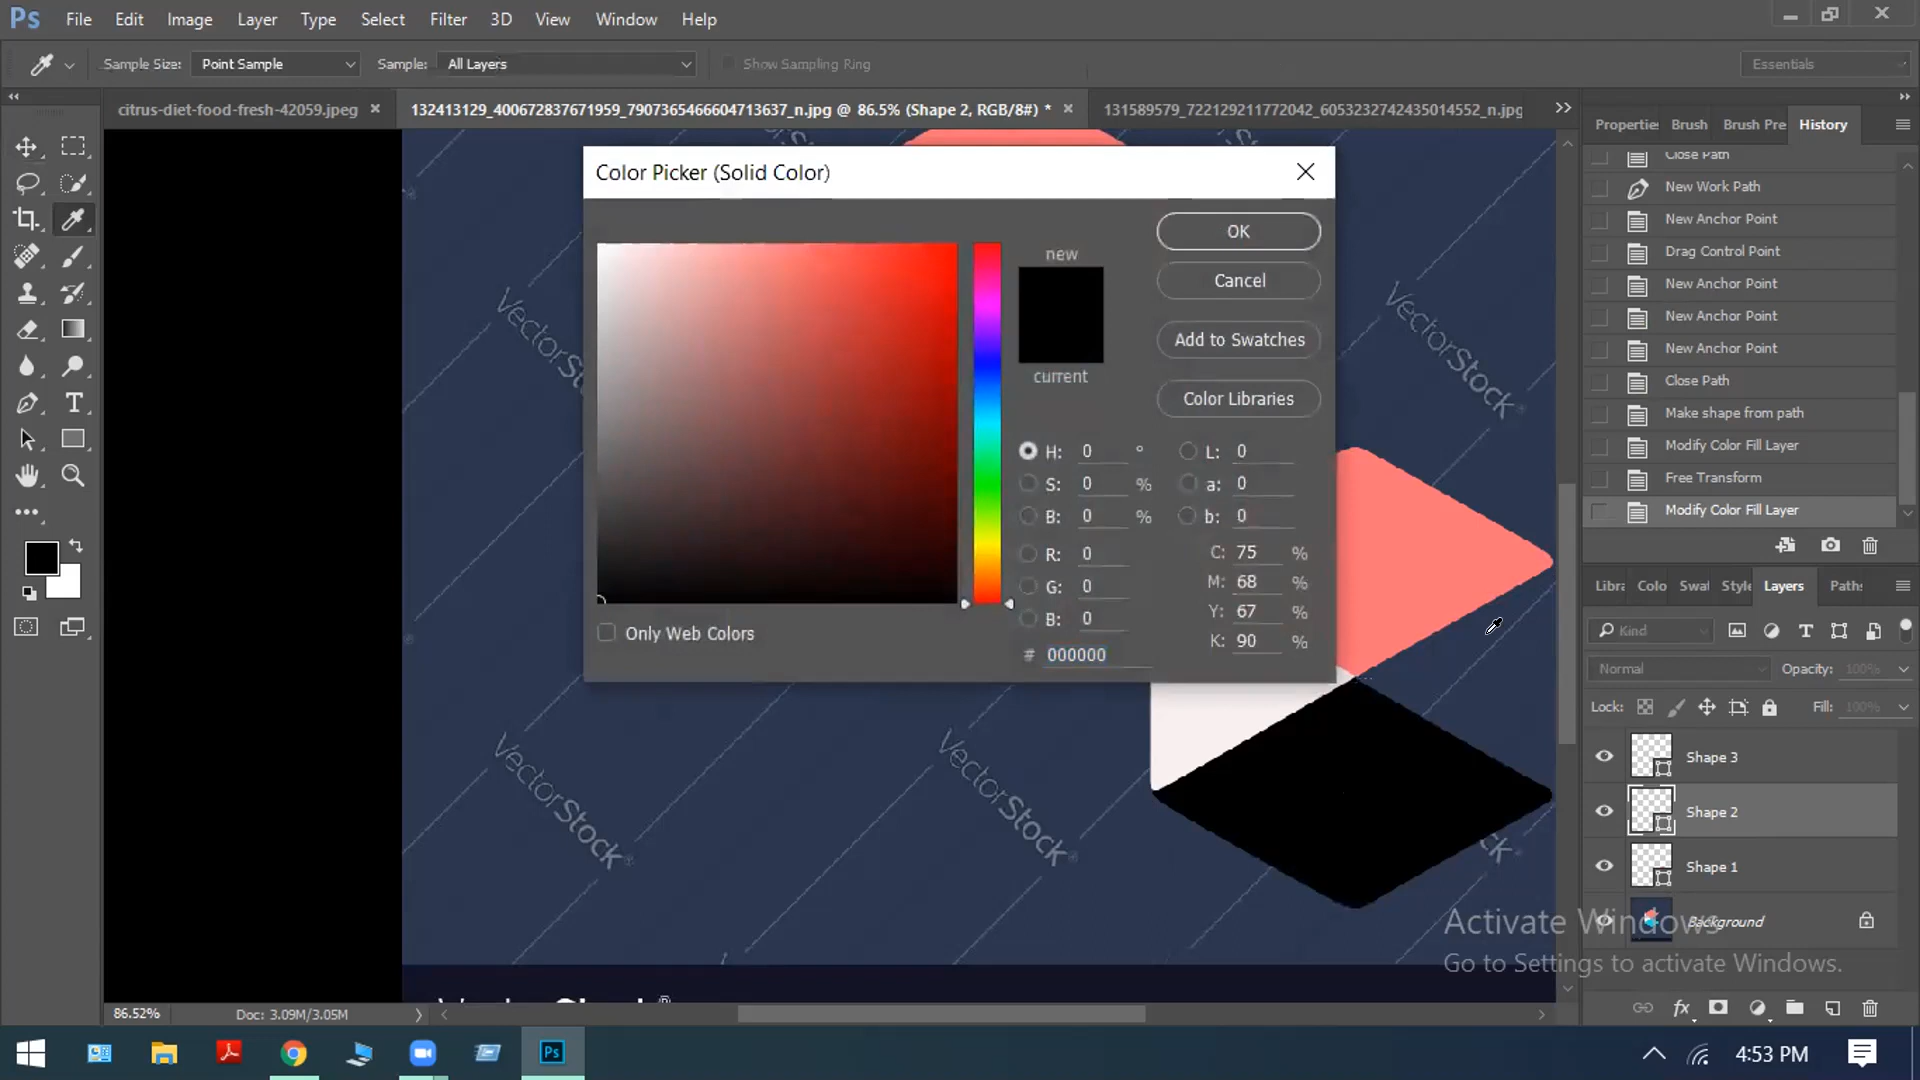 Ps File Edit Image Layer Type Select Filter 3D View Window Help
Sample Size: Point Sample Sample: All Layers Show Sampling Ring Essentials
citrus-diet-food-fresh-42059.jpeg 132413129_400672837671959_7907365466604713637_n.jpg @ 86.5% (Shape 2, RGB/8#) * 131589579_722129211772042_6053232742435014552_n.jpg
Properties Brush Brush Pre History
Close Path
New Work Path
New Anchor Point
Drag Control Point
New Anchor Point
New Anchor Point
New Anchor Point
Close Path
Make shape from path
Modify Color Fill Layer
Free Transform
Modify Color Fill Layer
Color Picker (Solid Color)
new
current
OK
Cancel
Add to Swatches
Color Libraries
H: 0 ° L: 0
S: 0 % a: 0
B: 0 % b: 0
R: 0 C: 75 %
G: 0 M: 68 %
B: 0 Y: 67 %
# 000000 K: 90 %
Only Web Colors
VectorStock®
VectorStock®
VectorStock®
Libra Colo Swat Style Layers Paths
Kind
Normal Opacity: 100%
Lock: Fill: 100%
Shape 3
Shape 2
Shape 1
Background
Activate Windows
Go to Settings to activate Windows.
86.52% Doc: 3.09M/3.05M
4:53 PM